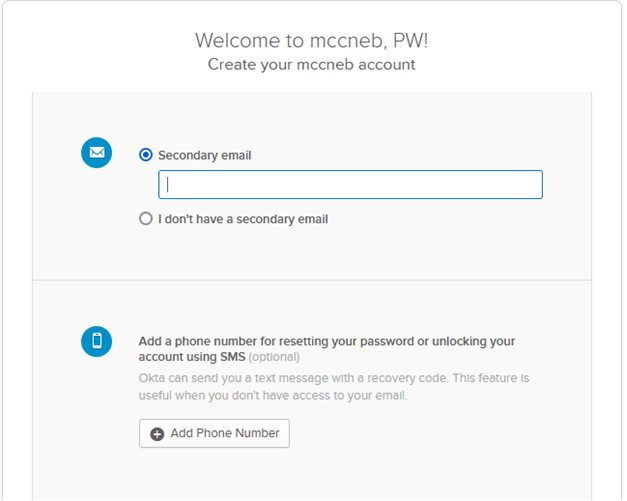 Welcome to mccneb, PW!
Create your mccneb account
Secondary email
I don't have a secondary email
Add a phone number for resetting your password or unlocking your
account using SMS (optional)
Okta can send you a text message with a recovery code. This feature is
useful when you don't have access to your email.
Add Phone Number